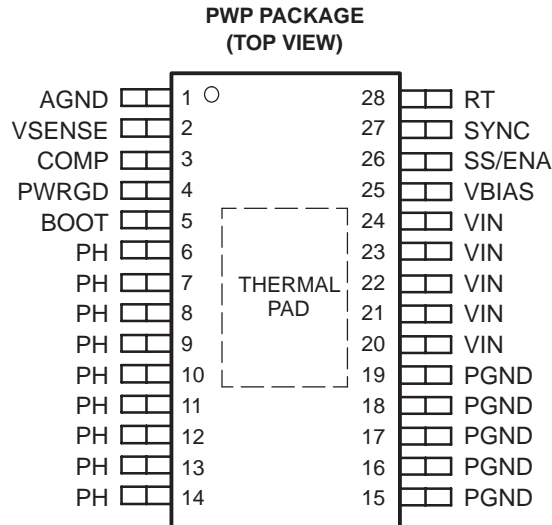 PWP PACKAGE
(TOP VIEW)
AGND 1 28 RT
VSENSE 2 27 SYNC
COMP 3 26 SS/ENA
PWRGD 4 25 VBIAS
BOOT 5 24 VIN
PH 6 23 VIN
PH 7 THERMAL 22 VIN
PH 8 PAD 21 VIN
PH 9 20 VIN
PH 10 19 PGND
PH 11 18 PGND
PH 12 17 PGND
PH 13 16 PGND
PH 14 15 PGND